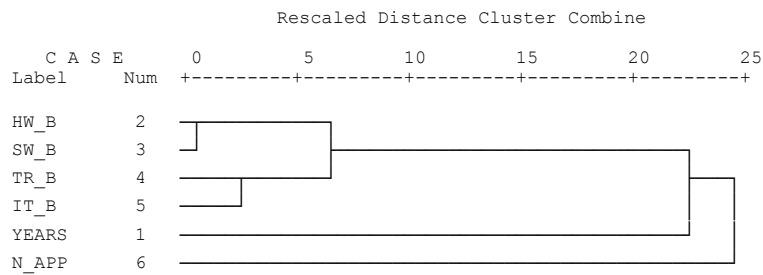 Rescaled Distance Cluster Combine
C A S E 0 5 10 15 20 25
Label Num +---------+---------+---------+---------+---------+
HW_B 2
SW_B 3
TR_B 4
IT_B 5
YEARS 1
N_APP 6